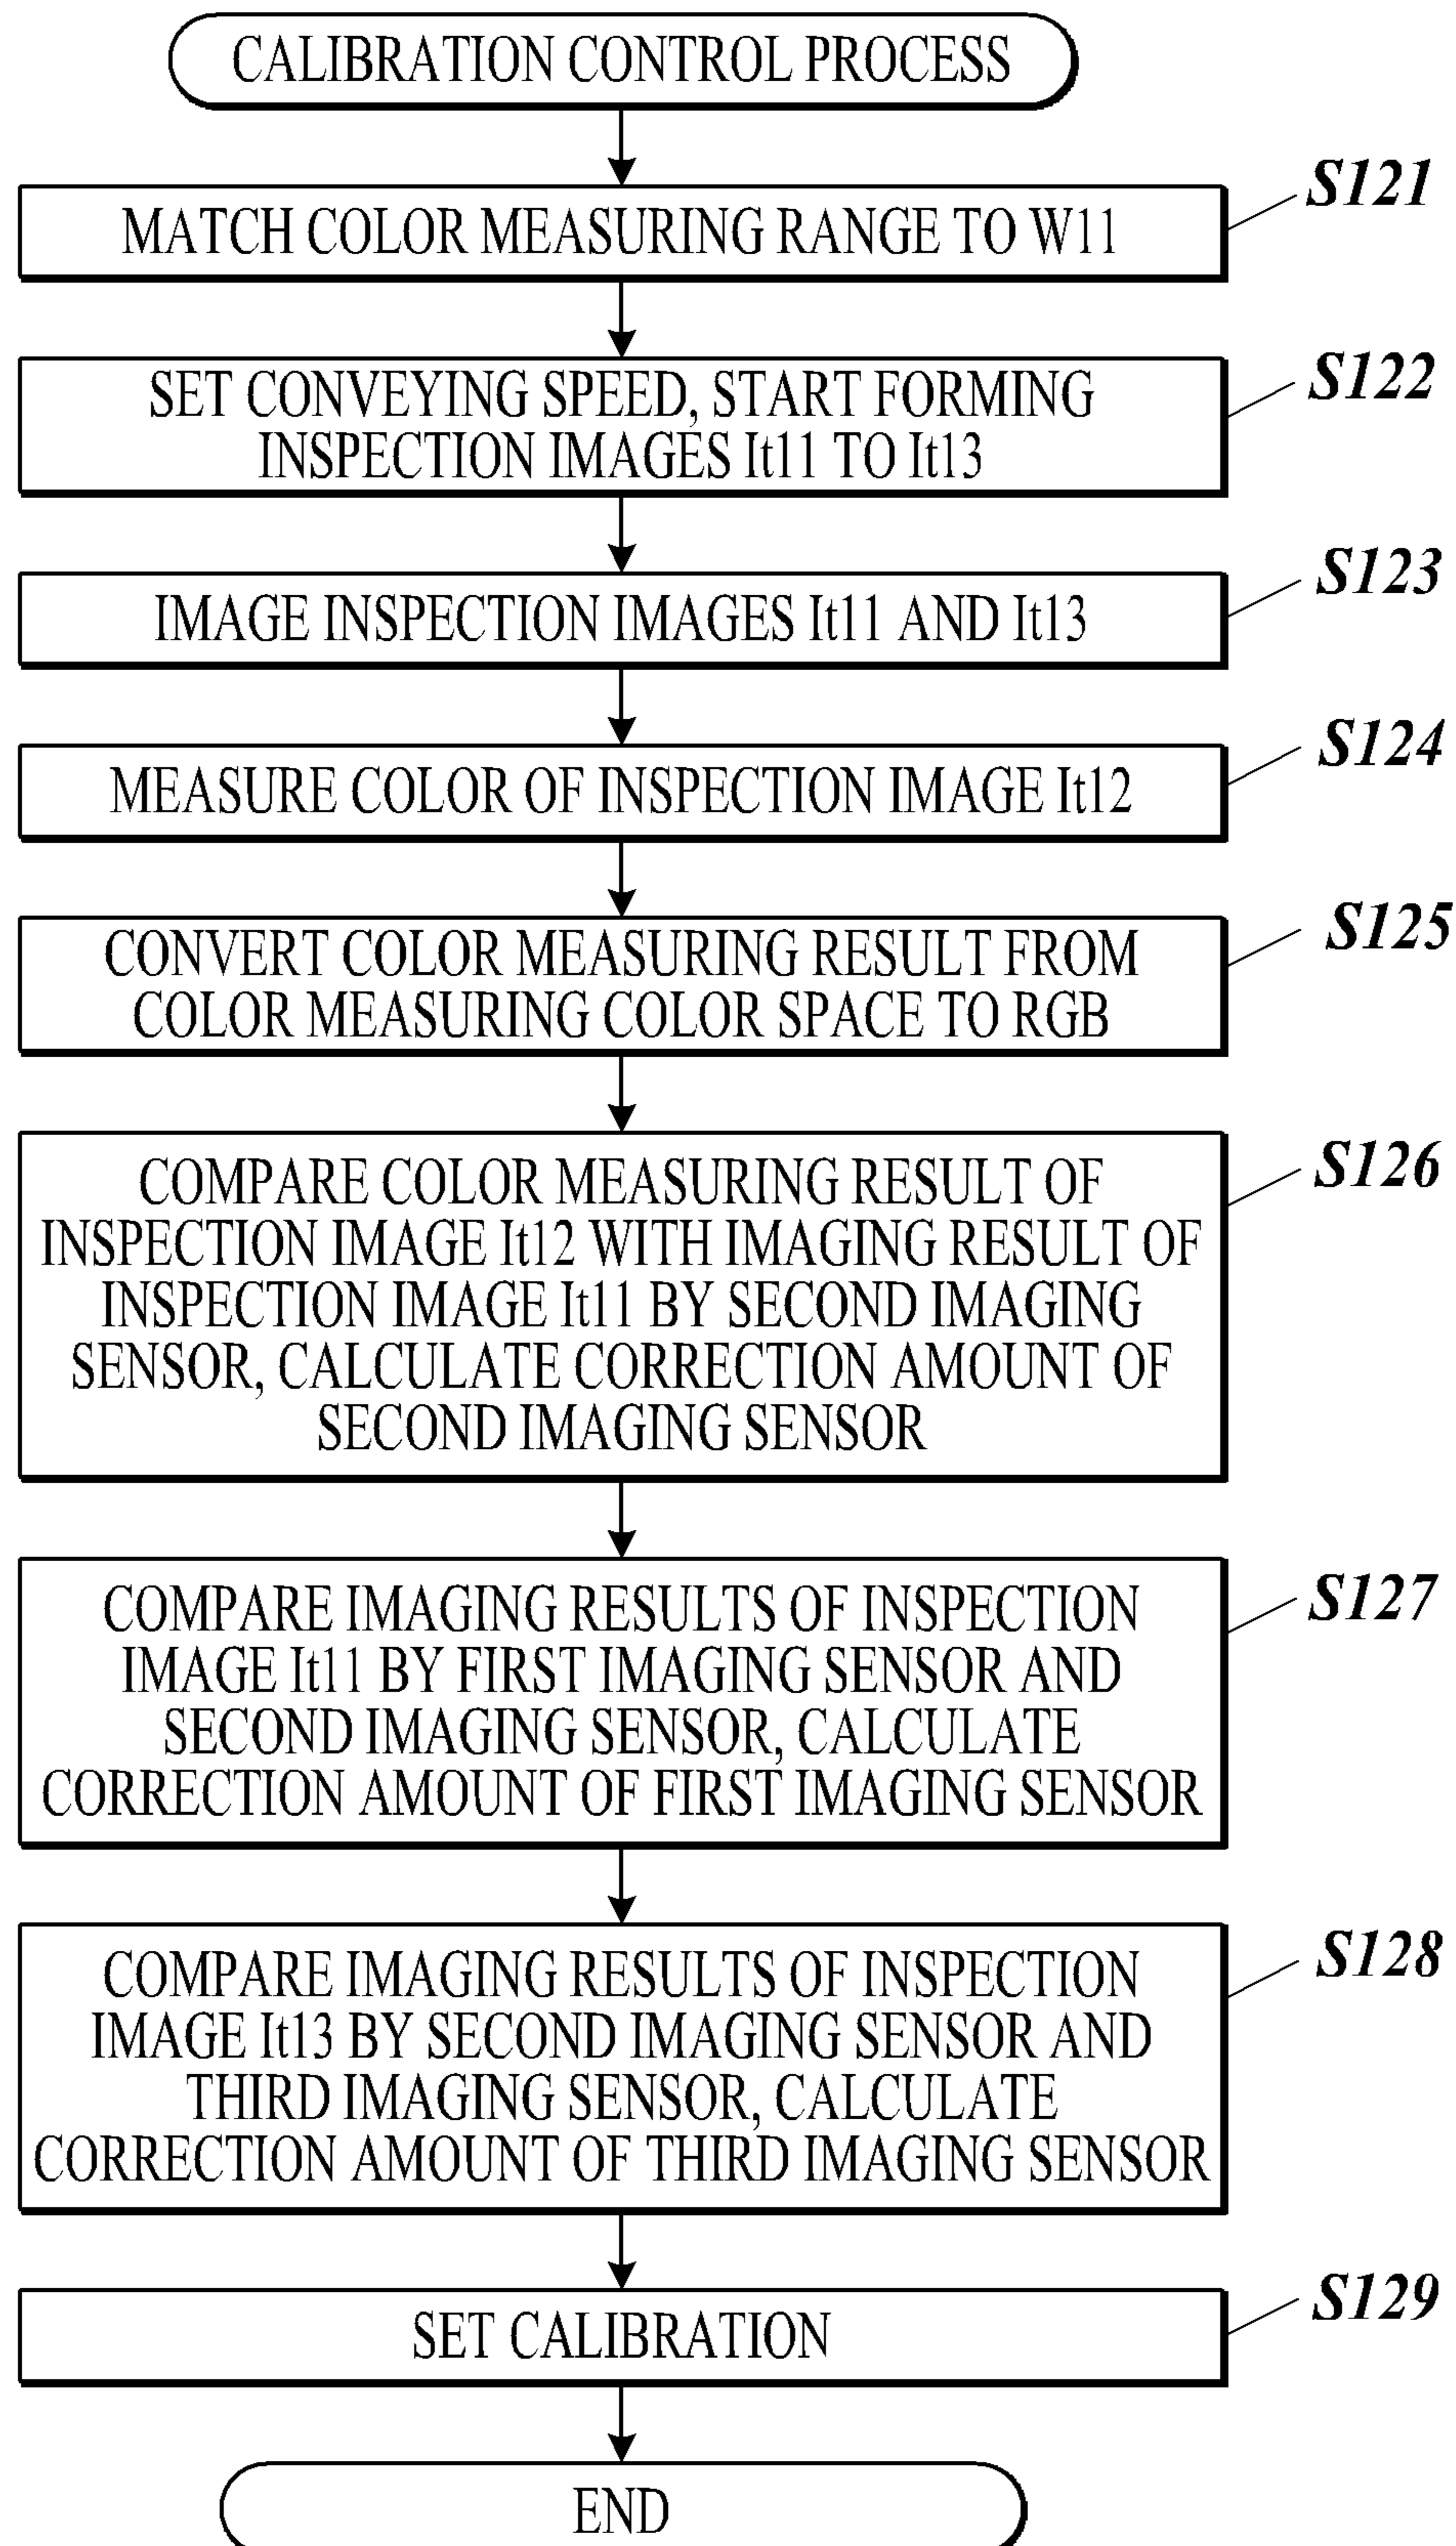 CALIBRATION CONTROL PROCESS
S121
MATCH COLOR MEASURING RANGE TO W11
S122
SET CONVEYING SPEED, START FORMING
INSPECTION IMAGES It11 TO It13
S123
IMAGE INSPECTION IMAGES It11 AND It13
S124
MEASURE COLOR OF INSPECTION IMAGE It12
S125
CONVERT COLOR MEASURING RESULT FROM
COLOR MEASURING COLOR SPACE TO RGB
S126
COMPARE COLOR MEASURING RESULT OF
INSPECTION IMAGE It12 WITH IMAGING RESULT OF
INSPECTION IMAGE It11 BY SECOND IMAGING
SENSOR, CALCULATE CORRECTION AMOUNT OF
SECOND IMAGING SENSOR
S127
COMPARE IMAGING RESULTS OF INSPECTION
IMAGE It11 BY FIRST IMAGING SENSOR AND
SECOND IMAGING SENSOR, CALCULATE
CORRECTION AMOUNT OF FIRST IMAGING SENSOR
S128
COMPARE IMAGING RESULTS OF INSPECTION
IMAGE It13 BY SECOND IMAGING SENSOR AND
THIRD IMAGING SENSOR, CALCULATE
CORRECTION AMOUNT OF THIRD IMAGING SENSOR
S129
SET CALIBRATION
END